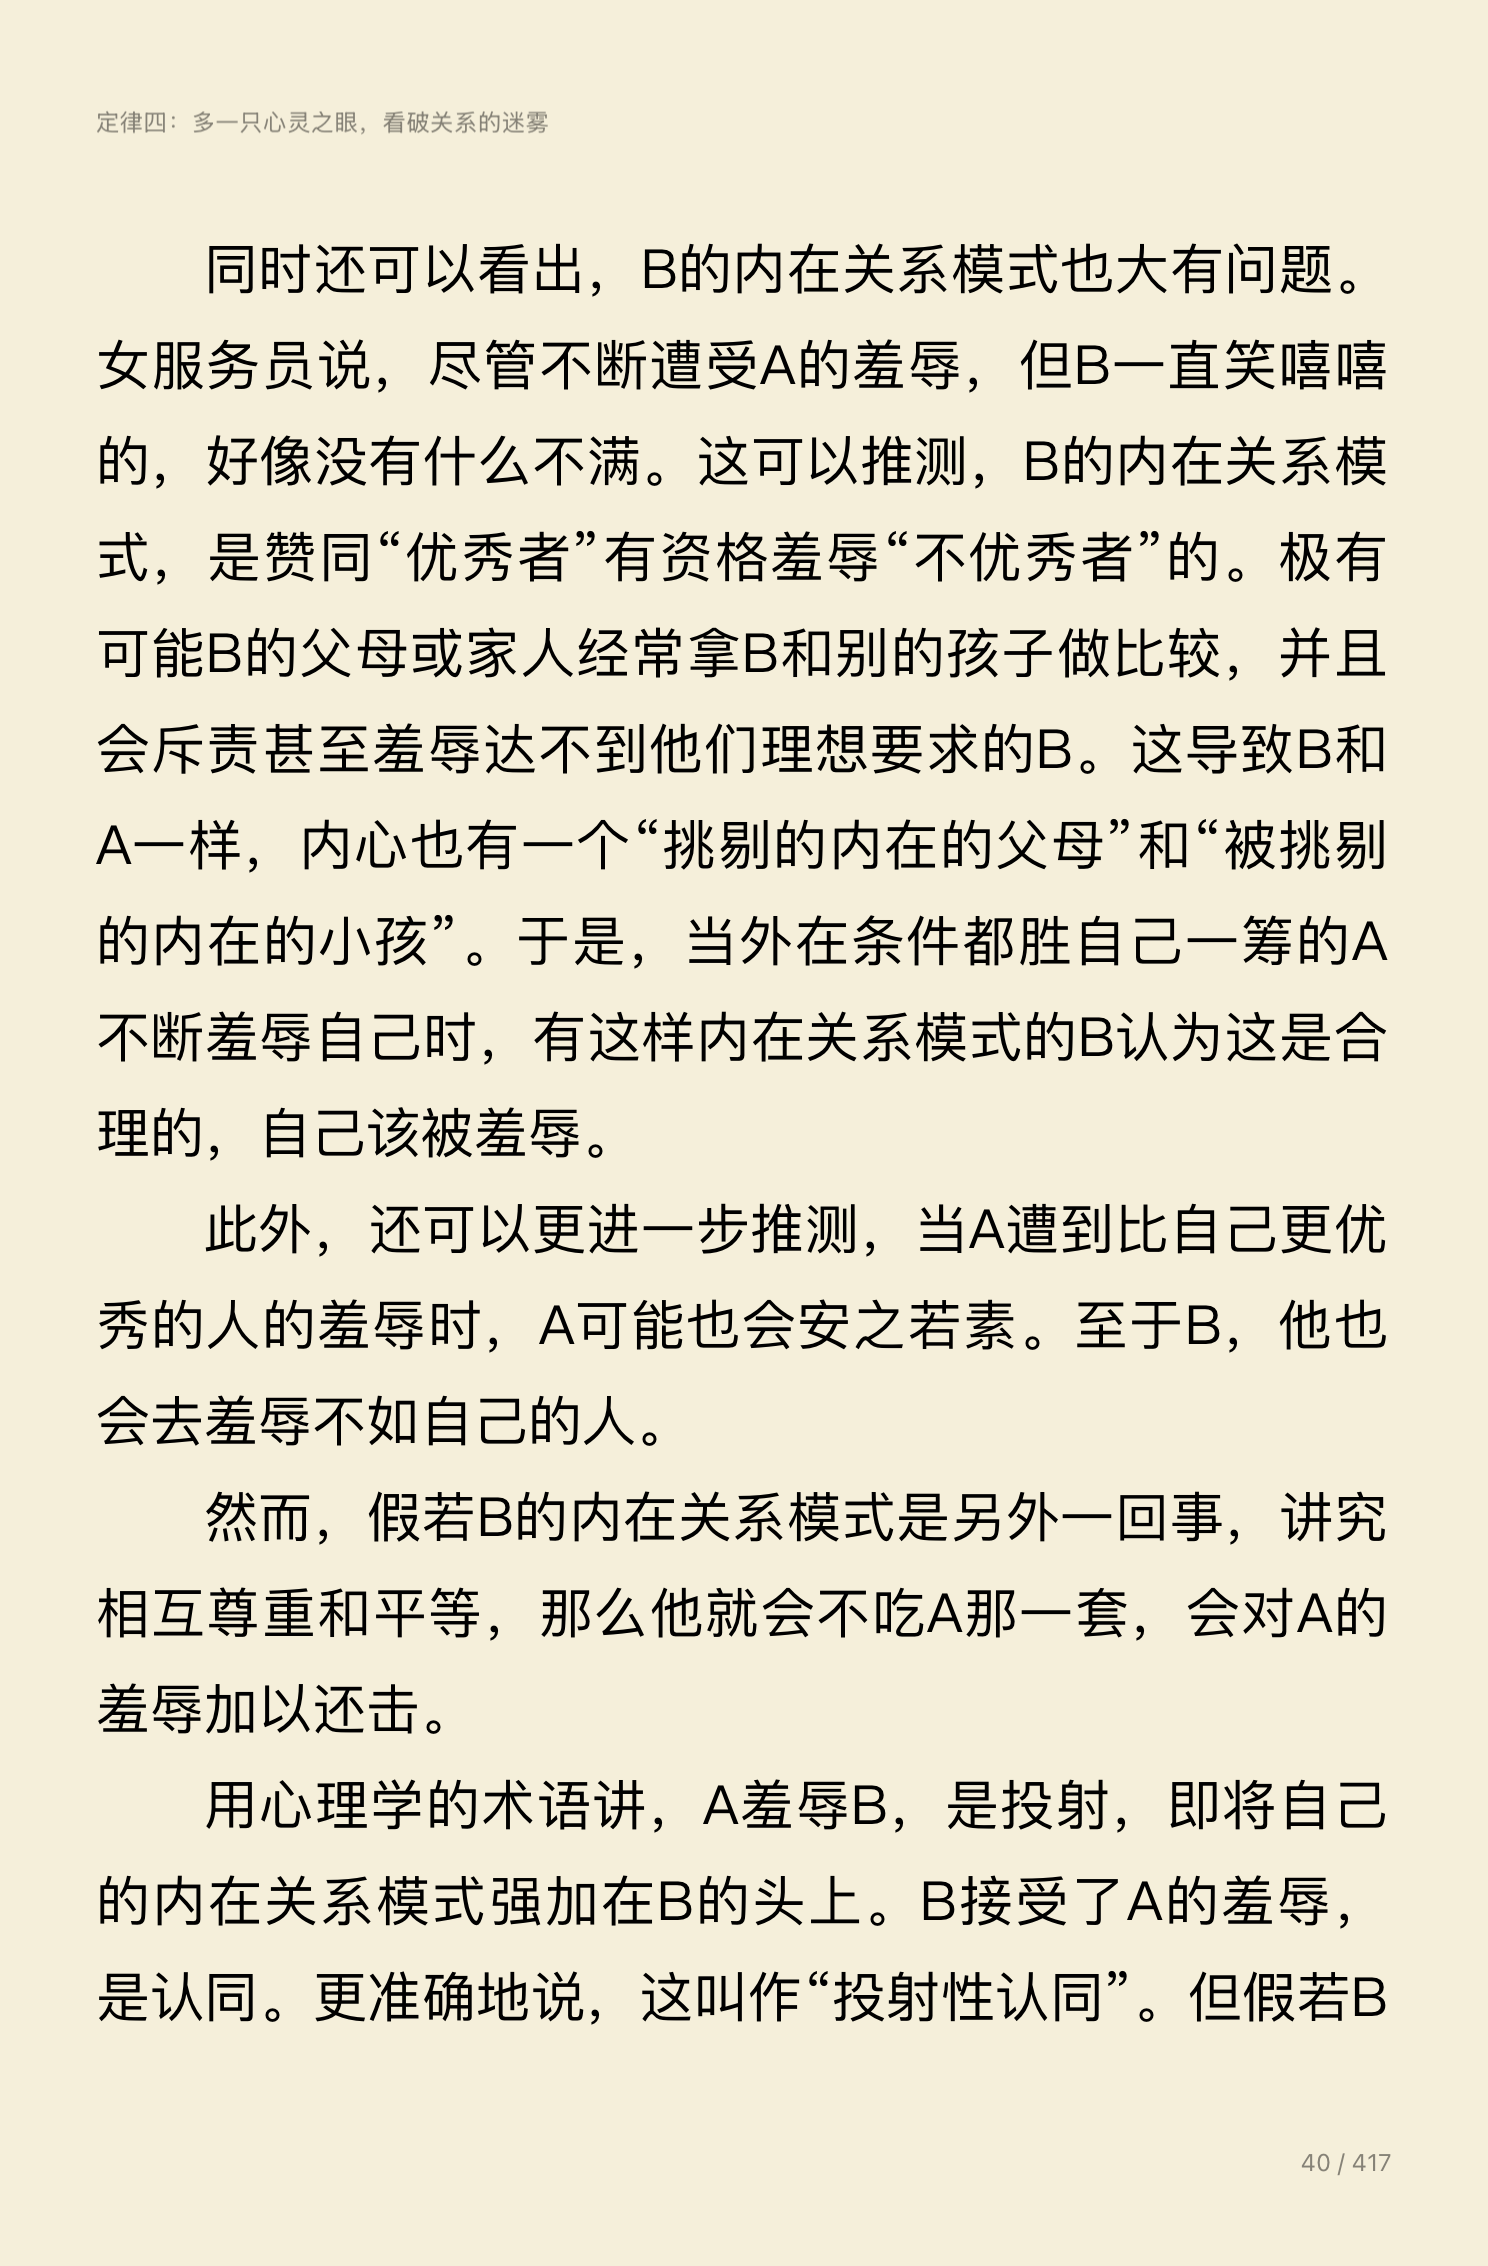 定律四：多一只心灵之眼，看破关系的迷雾
同时还可以看出，B的内在关系模式也大有问题。
女服务员说，尽管不断遭受A的羞辱，但B一直笑嘻嘻
的，好像没有什么不满。这可以推测，B的内在关系模
式，是赞同“优秀者”有资格羞辱“不优秀者”的。极有
可能B的父母或家人经常拿B和别的孩子做比较，并且
会斥责甚至羞辱达不到他们理想要求的B。这导致B和
A一样，内心也有一个“挑剔的内在的父母”和“被挑剔
的内在的小孩”。于是，当外在条件都胜自己一筹的A
不断羞辱自己时，有这样内在关系模式的B认为这是合
理的，自己该被羞辱。
此外，还可以更进一步推测，当A遭到比自己更优
秀的人的羞辱时，A可能也会安之若素。至于B，他也
会去羞辱不如自己的人。
然而，假若B的内在关系模式是另外一回事，讲究
相互尊重和平等，那么他就会不吃A那一套，会对A的
羞辱加以还击。
用心理学的术语讲，A羞辱B，是投射，即将自己
的内在关系模式强加在B的头上。B接受了A的羞辱，
是认同。更准确地说，这叫作“投射性认同”。但假若B
40 / 417